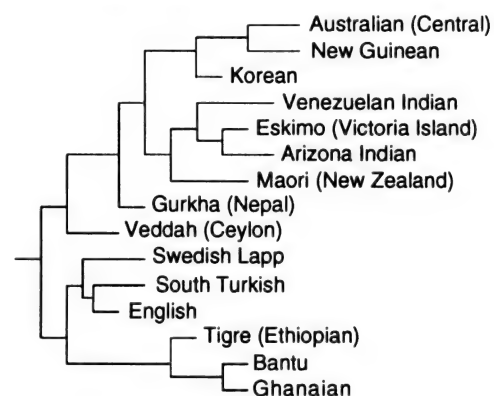 Australian (Central)
New Guinean
Korean
Venezuelan Indian
Eskimo (Victoria Island)
Arizona Indian
Maori (New Zealand)
Gurkha (Nepal)
Veddah (Ceylon)
Swedish Lapp
South Turkish
English
Tigre (Ethiopian)
Bantu
Ghanaian